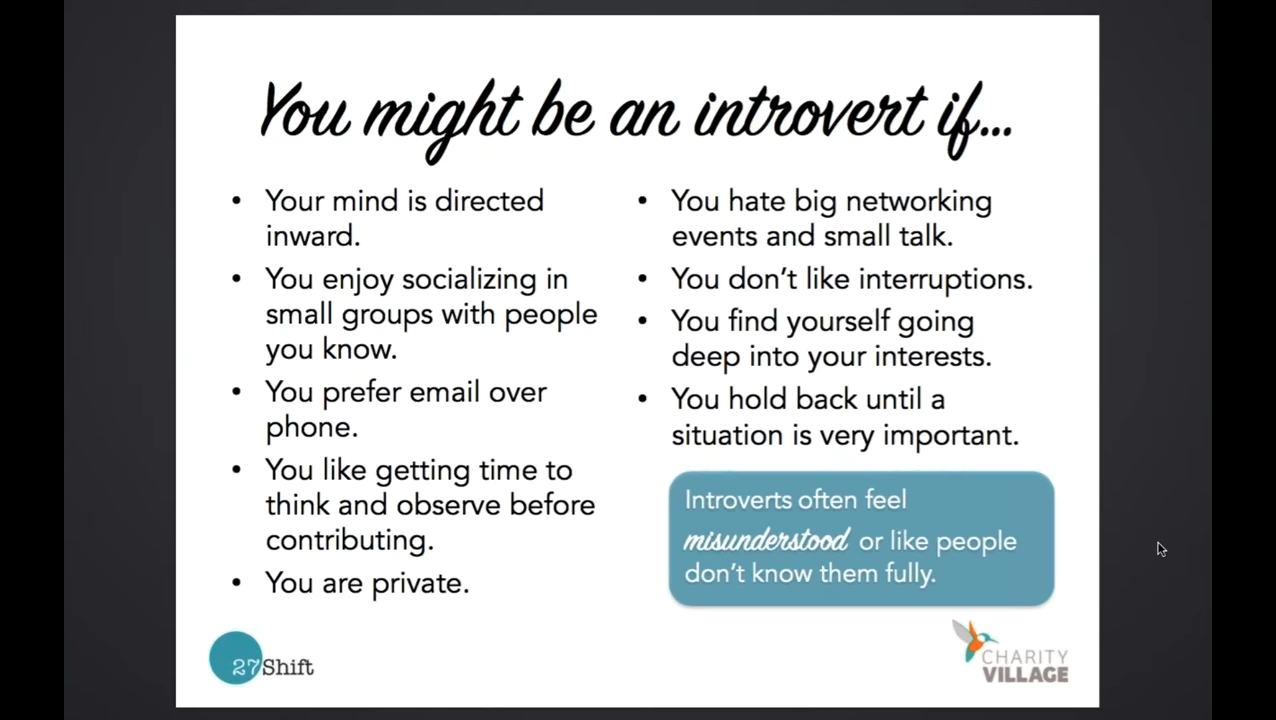 You might be an introvert if...
• Your mind is directed
inward.
• You enjoy socializing in
small groups with people
you know.
• You prefer email over
phone.
• You like getting time to
think and observe before
contributing.
• You are private.
• You hate big networking
events and small talk.
• You don’t like interruptions.
• You find yourself going
deep into your interests.
• You hold back until a
situation is very important.
Introverts often feel
misunderstood or like people
don’t know them fully.
27Shift
CHARITY
VILLAGE